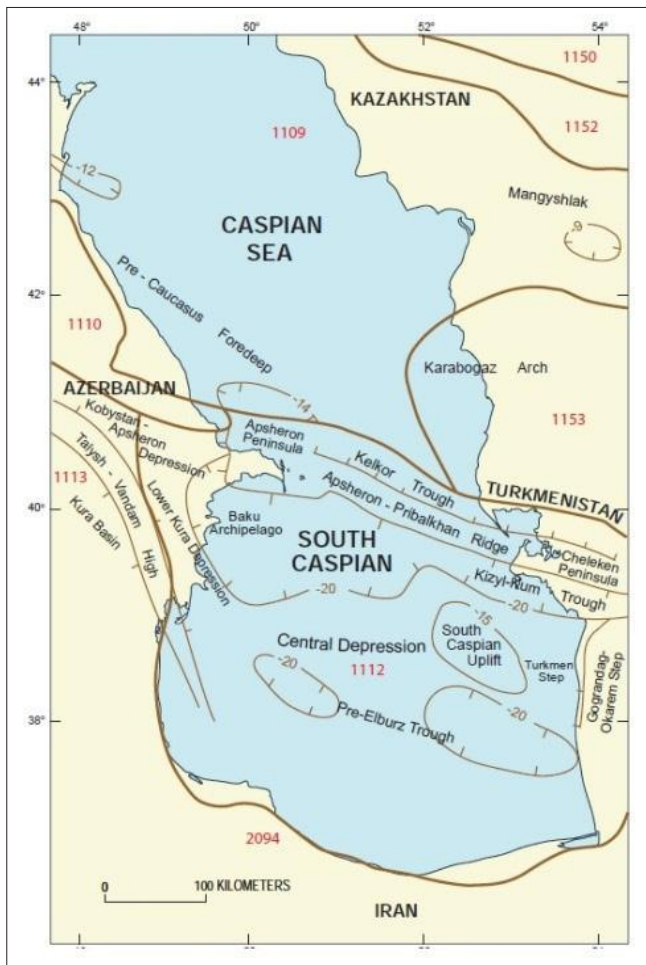 48°
50°
52°
54°
44°
44°
1150
KAZAKHSTAN
1152
1109
-12
Mangyshlak
-9
CASPIAN
SEA
Pre - Caucasus Foredeep
42°
42°
1110
Karabogaz Arch
AZERBAIJAN
-14
1153
Kobystan -
Apsheron
Depression
Apsheron
Peninsula
Kelkor Trough
1113
Talysh - Vandam High
Kura Basin
Lower Kura Depression
TURKMENISTAN
40°
40°
Apsheron - Pribalkhan Ridge
Baku
Archipelago
SOUTH
CASPIAN
Cheleken
Peninsula
Kizyl-Kum Trough
-20
-20
-15
South
Caspian
Uplift
Central Depression
1112
Turkmen
Step
Gograndag-
Okarem Step
-20
-20
Pre-Elburz Trough
38°
38°
2094
0 100 KILOMETERS
IRAN